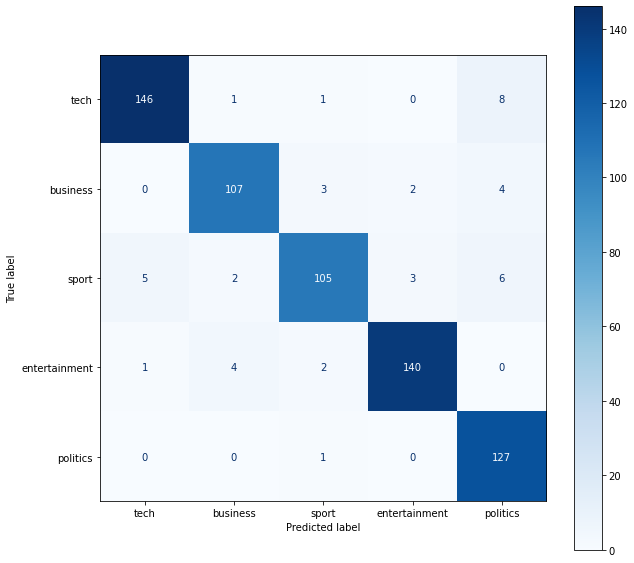 True label
tech 146 1 1 0 8
business 0 107 3 2 4
sport 5 2 105 3 6
entertainment 1 4 2 140 0
politics 0 0 1 0 127
tech business sport entertainment politics
Predicted label
140
120
100
80
60
40
20
0